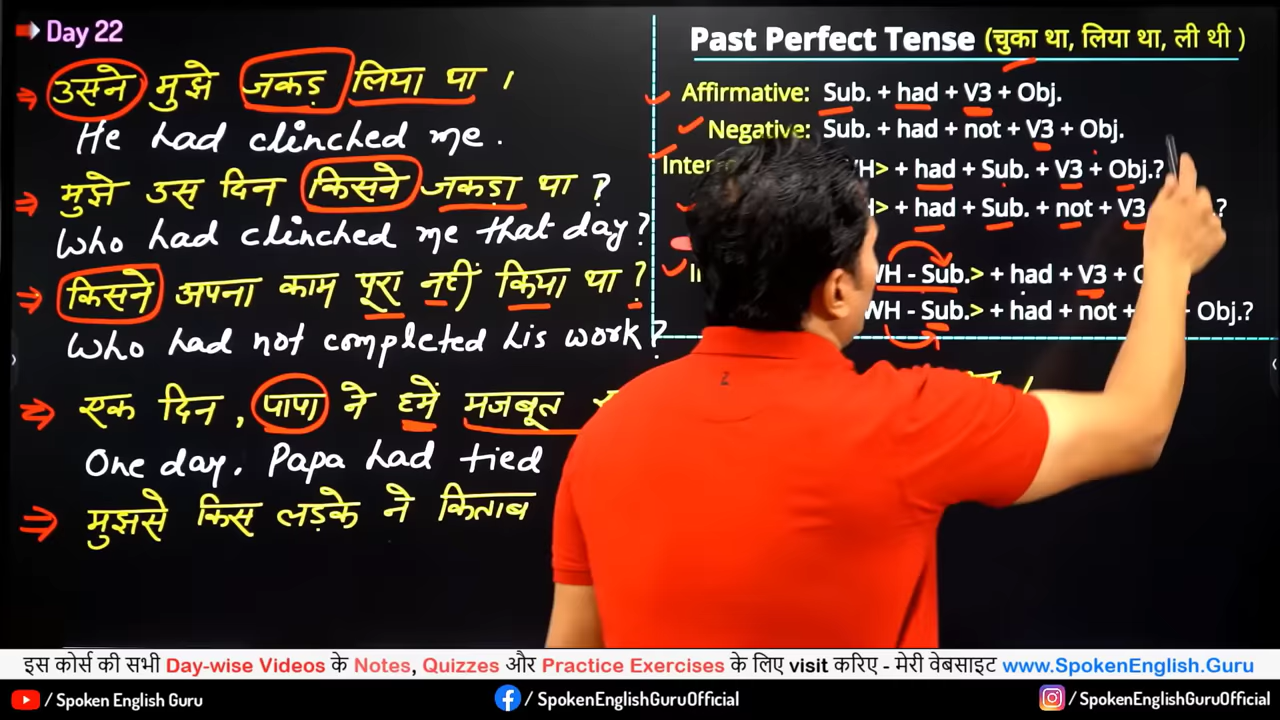 Day 22
उसने मुझे जकड़ लिया था ।
He had clinched me.
मुझे उस दिन किसने जकड़ा था ?
Who had clinched me that day?
किसने अपना काम पूरा नहीं किया था ?
Who had not completed his work?
एक दिन, पापा ने हमें मजबूत
One day, Papa had tied
मुझसे किस लड़के ने किताब
Past Perfect Tense (चुका था, लिया था, ली थी )
Affirmative: Sub. + had + V3 + Obj.
Negative: Sub. + had + not + V3 + Obj.
> + had + Sub. + V3 + Obj.?
> + had + Sub. + not + V3 ?
WH - Sub.> + had + V3 +
WH - Sub.> + had + not + + Obj.?
इस कोर्स की सभी Day-wise Videos के Notes, Quizzes और Practice Exercises के लिए visit करिए - मेरी वेबसाइट www.SpokenEnglish.Guru
/ Spoken English Guru
/ SpokenEnglishGuruOfficial
/ SpokenEnglishGuruOfficial